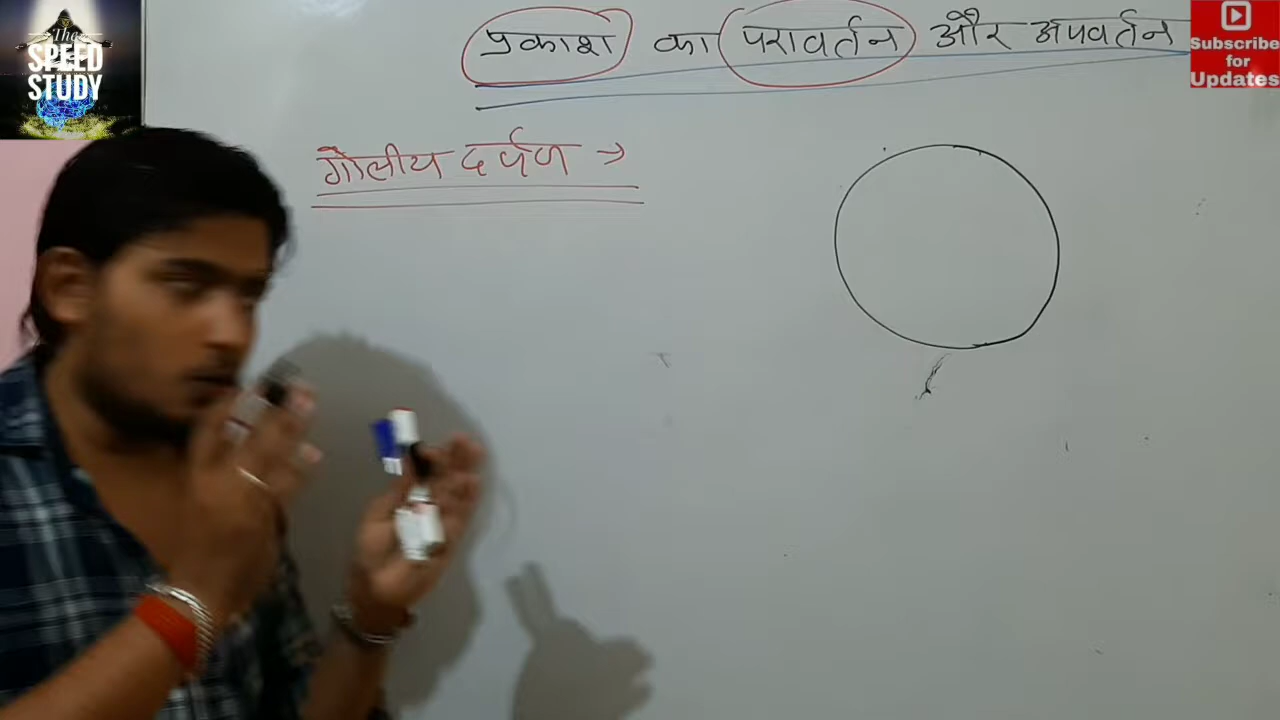 The
SPEED
STUDY
प्रकाश का परावर्तन और अपवर्तन
Subscribe
for
Updates
गोलीय दर्पण →